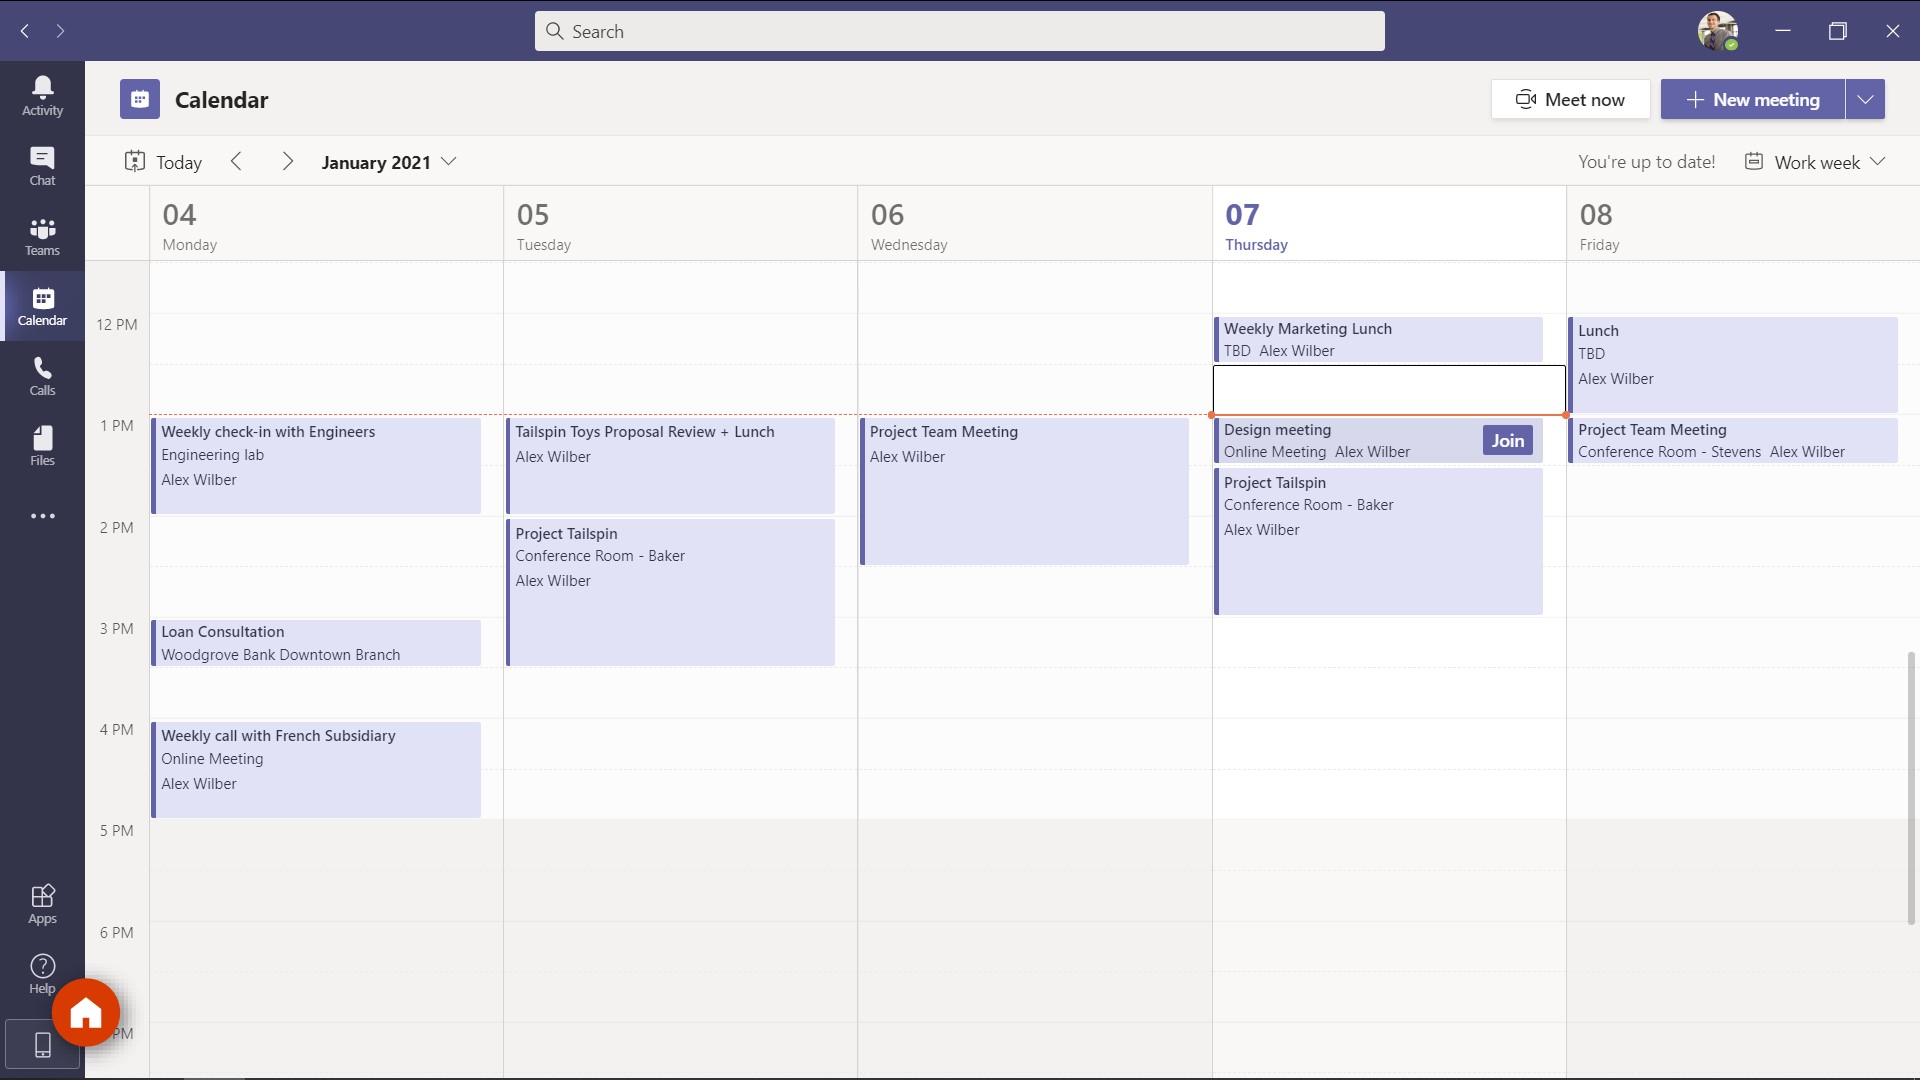 Search
Activity
Chat
Teams
Calendar
Calls
Files
Apps
Help
Calendar
Meet now
New meeting
Today
January 2021
You're up to date!
Work week
04
Monday
05
Tuesday
06
Wednesday
07
Thursday
08
Friday
12 PM
1 PM
2 PM
3 PM
4 PM
5 PM
6 PM
PM
Weekly check-in with Engineers
Engineering lab
Alex Wilber
Loan Consultation
Woodgrove Bank Downtown Branch
Weekly call with French Subsidiary
Online Meeting
Alex Wilber
Tailspin Toys Proposal Review + Lunch
Alex Wilber
Project Tailspin
Conference Room - Baker
Alex Wilber
Project Team Meeting
Alex Wilber
Weekly Marketing Lunch
TBD Alex Wilber
Design meeting
Online Meeting Alex Wilber
Join
Project Tailspin
Conference Room - Baker
Alex Wilber
Lunch
TBD
Alex Wilber
Project Team Meeting
Conference Room - Stevens Alex Wilber